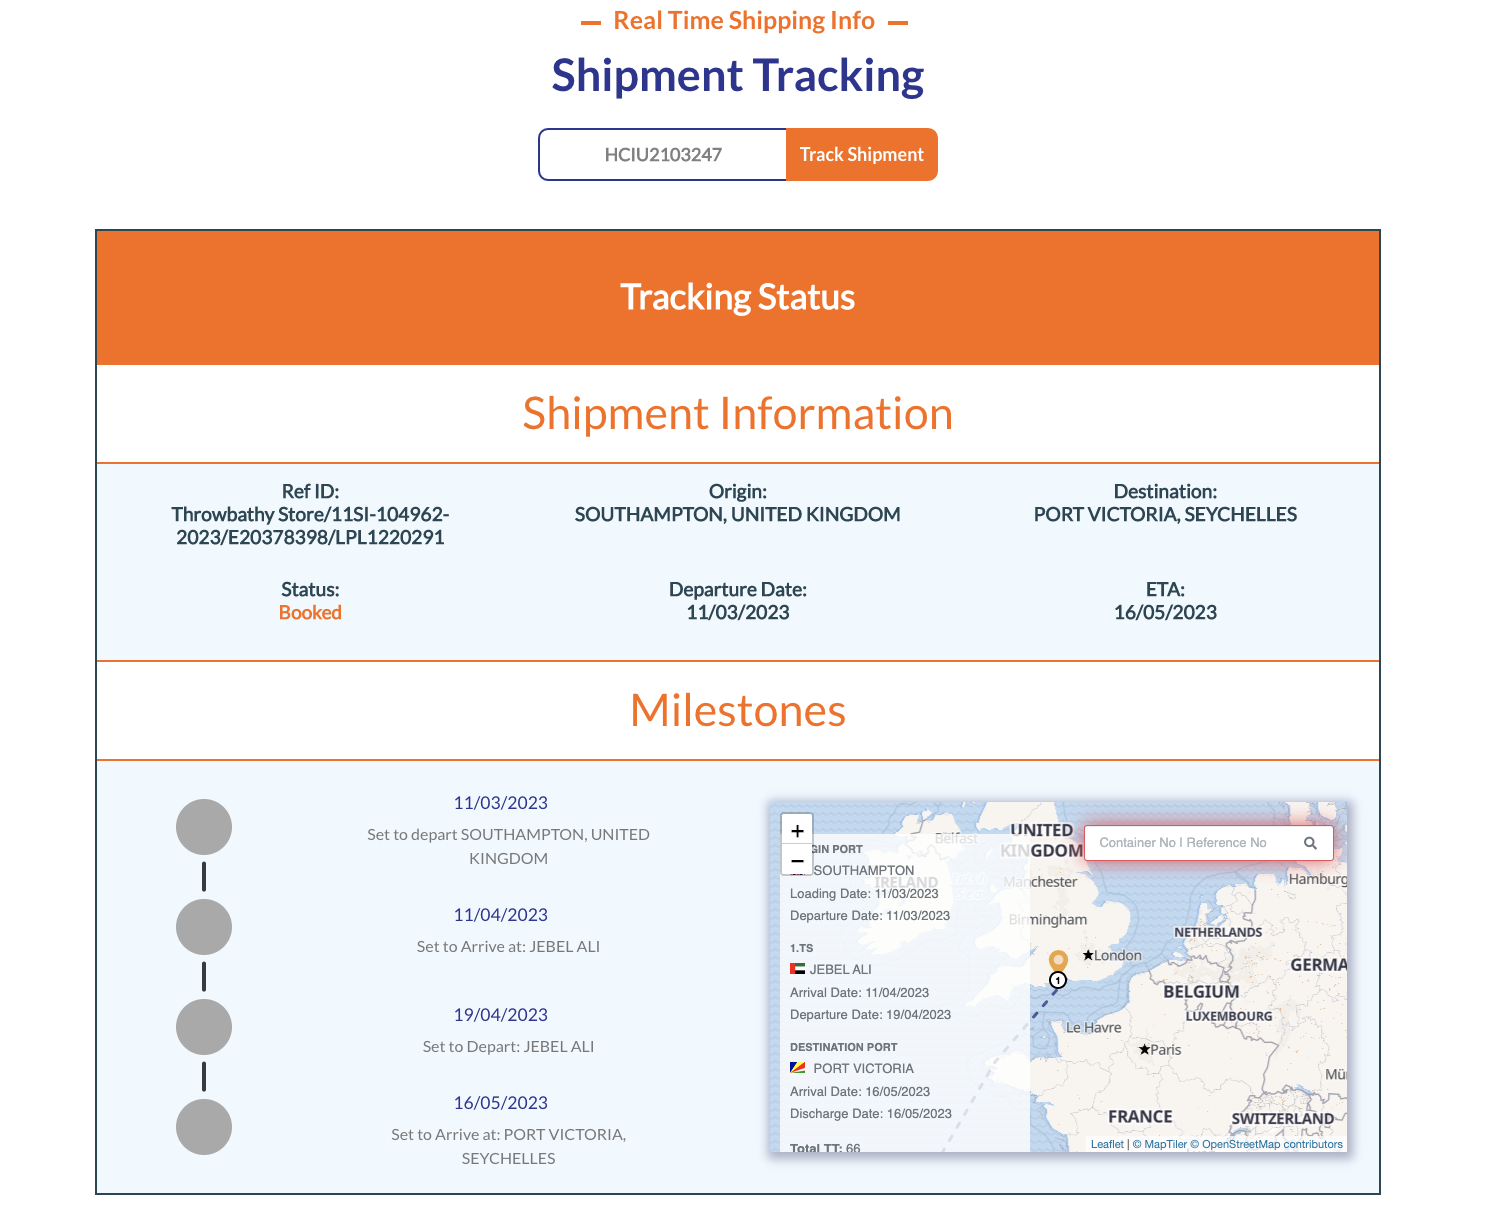 Real Time Shipping Info
Shipment Tracking
HCIU2103247
Track Shipment
Tracking Status
Shipment Information
Ref ID:
Throwbathy Store/11SI-104962-
2023/E20378398/LPL1220291
Origin:
SOUTHAMPTON, UNITED KINGDOM
Destination:
PORT VICTORIA, SEYCHELLES
Status:
Booked
Departure Date:
11/03/2023
ETA:
16/05/2023
Milestones
11/03/2023
Set to depart SOUTHAMPTON, UNITED
KINGDOM
11/04/2023
Set to Arrive at: JEBEL ALI
19/04/2023
Set to Depart: JEBEL ALI
16/05/2023
Set to Arrive at: PORT VICTORIA,
SEYCHELLES
+
−
GIN PORT
SOUTHAMPTON
Loading Date: 11/03/2023
Departure Date: 11/03/2023
1.TS
JEBEL ALI
Arrival Date: 11/04/2023
Departure Date: 19/04/2023
DESTINATION PORT
PORT VICTORIA
Arrival Date: 16/05/2023
Discharge Date: 16/05/2023
Total TT: 66
Container No | Reference No
Belfast
UNITED
KINGDOM
IRELAND
Manchester
Birmingham
London
1
Hamburg
NETHERLANDS
GERMA
BELGIUM
LUXEMBOURG
Le Havre
Paris
Mü
FRANCE
SWITZERLAND
Leaflet | © MapTiler © OpenStreetMap contributors